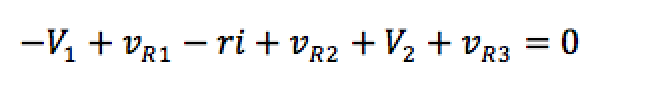 −V₁ + v_R1 − ri + v_R2 + V₂ + v_R3 = 0